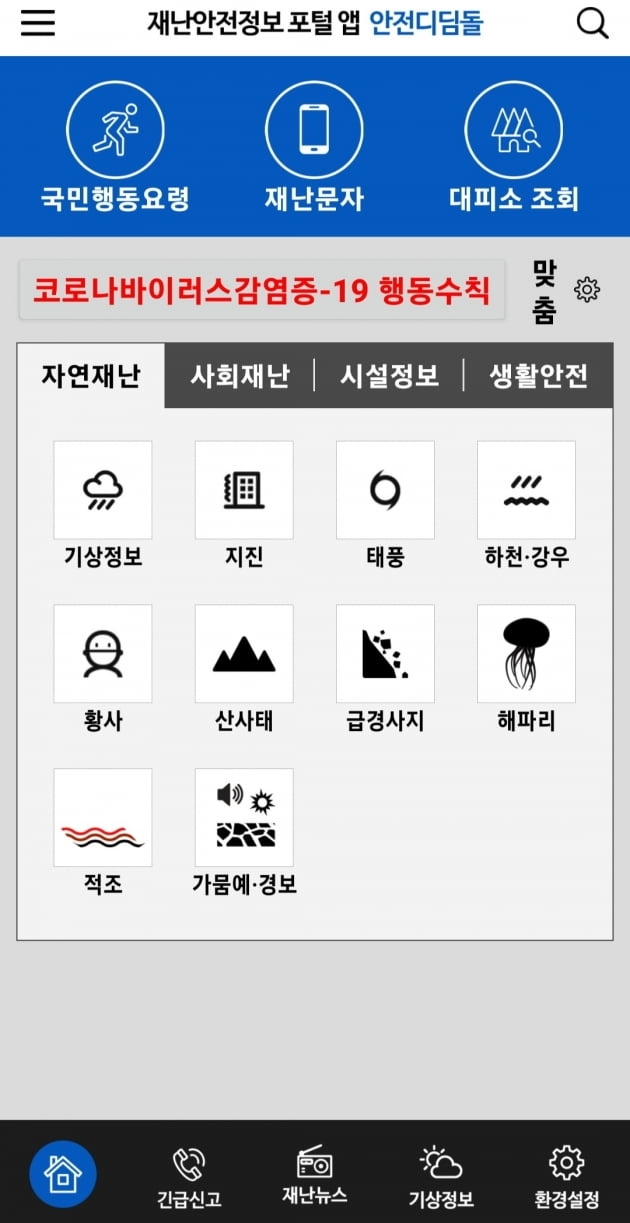 재난안전정보 포털 앱 안전디딤돌
국민행동요령 재난문자 대피소 조회
코로나바이러스감염증-19 행동수칙
맞
춤
자연재난 사회재난 시설정보 생활안전
기상정보 지진 태풍 하천·강우
황사 산사태 급경사지 해파리
적조 가뭄예·경보
긴급신고 재난뉴스 기상정보 환경설정